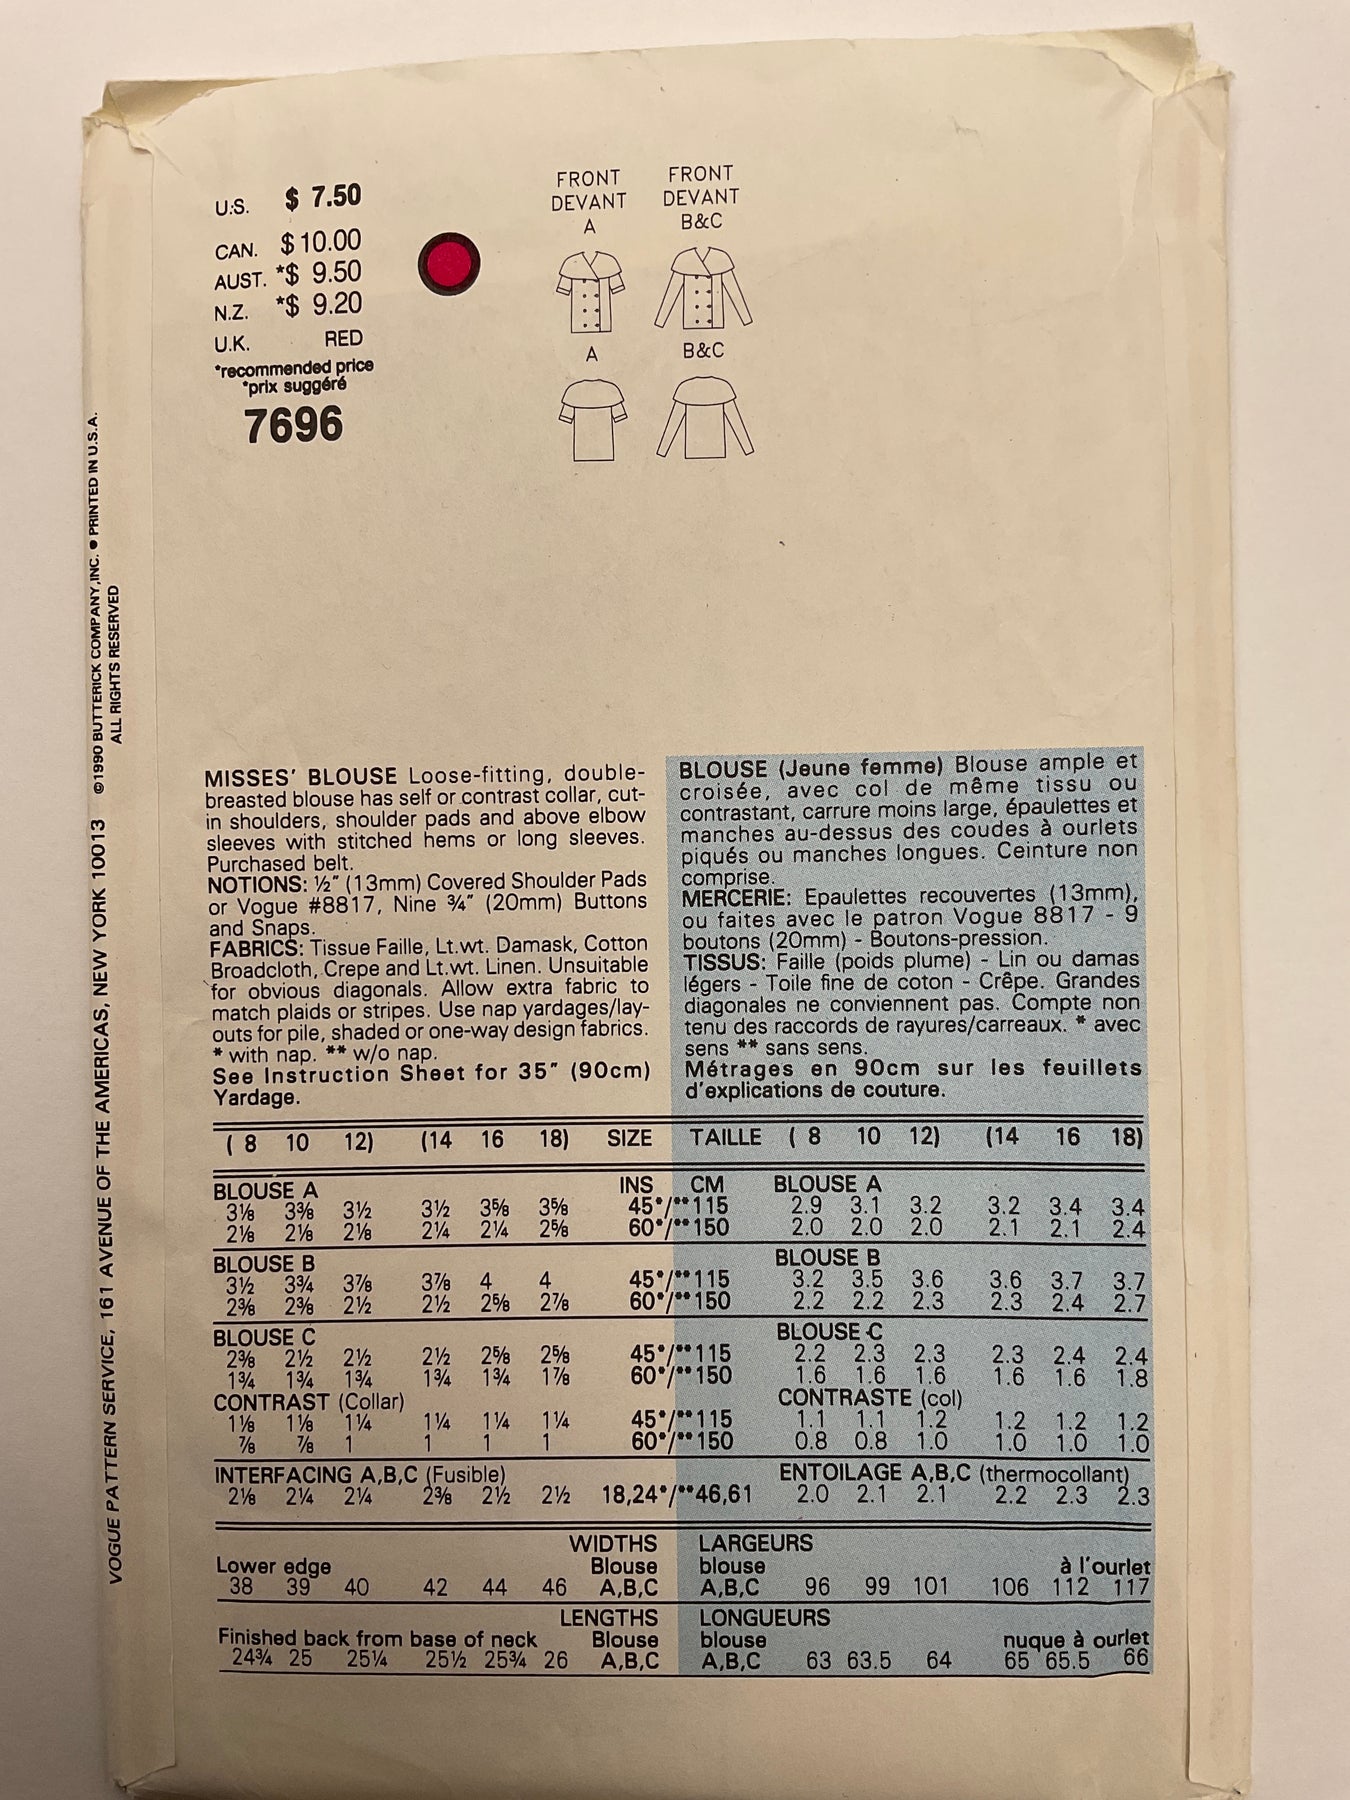 U.S. $ 7.50
CAN. $ 10.00
AUST. *$ 9.50
N.Z. *$ 9.20
U.K. RED
*recommended price
*prix suggéré
7696
FRONT
DEVANT
A
FRONT
DEVANT
B&C
A
B&C
VOGUE PATTERN SERVICE, 161 AVENUE OF THE AMERICAS, NEW YORK 10013 ©1990 BUTTERICK COMPANY, INC. ● PRINTED IN U.S.A.
ALL RIGHTS RESERVED
MISSES' BLOUSE Loose-fitting, double-
breasted blouse has self or contrast collar, cut-
in shoulders, shoulder pads and above elbow
sleeves with stitched hems or long sleeves.
Purchased belt.
NOTIONS: ½" (13mm) Covered Shoulder Pads
or Vogue #8817, Nine ¾" (20mm) Buttons
and Snaps.
FABRICS: Tissue Faille, Lt.wt. Damask, Cotton
Broadcloth, Crepe and Lt.wt. Linen. Unsuitable
for obvious diagonals. Allow extra fabric to
match plaids or stripes. Use nap yardages/lay-
outs for pile, shaded or one-way design fabrics.
* with nap. ** w/o nap.
See Instruction Sheet for 35" (90cm)
Yardage.
BLOUSE (Jeune femme) Blouse ample et
croisée, avec col de même tissu ou
contrastant, carrure moins large, épaulettes et
manches au-dessus des coudes à ourlets
piqués ou manches longues. Ceinture non
comprise.
MERCERIE: Epaulettes recouvertes (13mm),
ou faites avec le patron Vogue 8817 - 9
boutons (20mm) - Boutons-pression.
TISSUS: Faille (poids plume) - Lin ou damas
légers - Toile fine de coton - Crêpe. Grandes
diagonales ne conviennent pas. Compte non
tenu des raccords de rayures/carreaux. * avec
sens ** sans sens.
Métrages en 90cm sur les feuillets
d'explications de couture.
( 8 10 12) (14 16 18) SIZE TAILLE ( 8 10 12) (14 16 18)
BLOUSE A INS CM BLOUSE A
3⅛ 3⅜ 3½ 3½ 3⅝ 3⅝ 45*/**115 2.9 3.1 3.2 3.2 3.4 3.4
2⅛ 2⅛ 2⅛ 2¼ 2¼ 2⅝ 60*/**150 2.0 2.0 2.0 2.1 2.1 2.4
BLOUSE B BLOUSE B
3½ 3¾ 3⅞ 3⅞ 4 4 45*/**115 3.2 3.5 3.6 3.6 3.7 3.7
2⅜ 2⅜ 2½ 2½ 2⅝ 2⅞ 60*/**150 2.2 2.2 2.3 2.3 2.4 2.7
BLOUSE C BLOUSE C
2⅜ 2½ 2½ 2½ 2⅝ 2⅝ 45*/**115 2.2 2.3 2.3 2.3 2.4 2.4
1¾ 1¾ 1¾ 1¾ 1¾ 1⅞ 60*/**150 1.6 1.6 1.6 1.6 1.6 1.8
CONTRAST (Collar) CONTRASTE (col)
1⅛ 1⅛ 1¼ 1¼ 1¼ 1¼ 45*/**115 1.1 1.1 1.2 1.2 1.2 1.2
⅞ ⅞ 1 1 1 1 60*/**150 0.8 0.8 1.0 1.0 1.0 1.0
INTERFACING A,B,C (Fusible) ENTOILAGE A,B,C (thermocollant)
2⅛ 2¼ 2¼ 2⅜ 2½ 2½ 18,24*/**46,61 2.0 2.1 2.1 2.2 2.3 2.3
WIDTHS LARGEURS
Lower edge Blouse blouse à l'ourlet
38 39 40 42 44 46 A,B,C A,B,C 96 99 101 106 112 117
LENGTHS LONGUEURS
Finished back from base of neck Blouse blouse nuque à ourlet
24¾ 25 25¼ 25½ 25¾ 26 A,B,C A,B,C 63 63.5 64 65 65.5 66